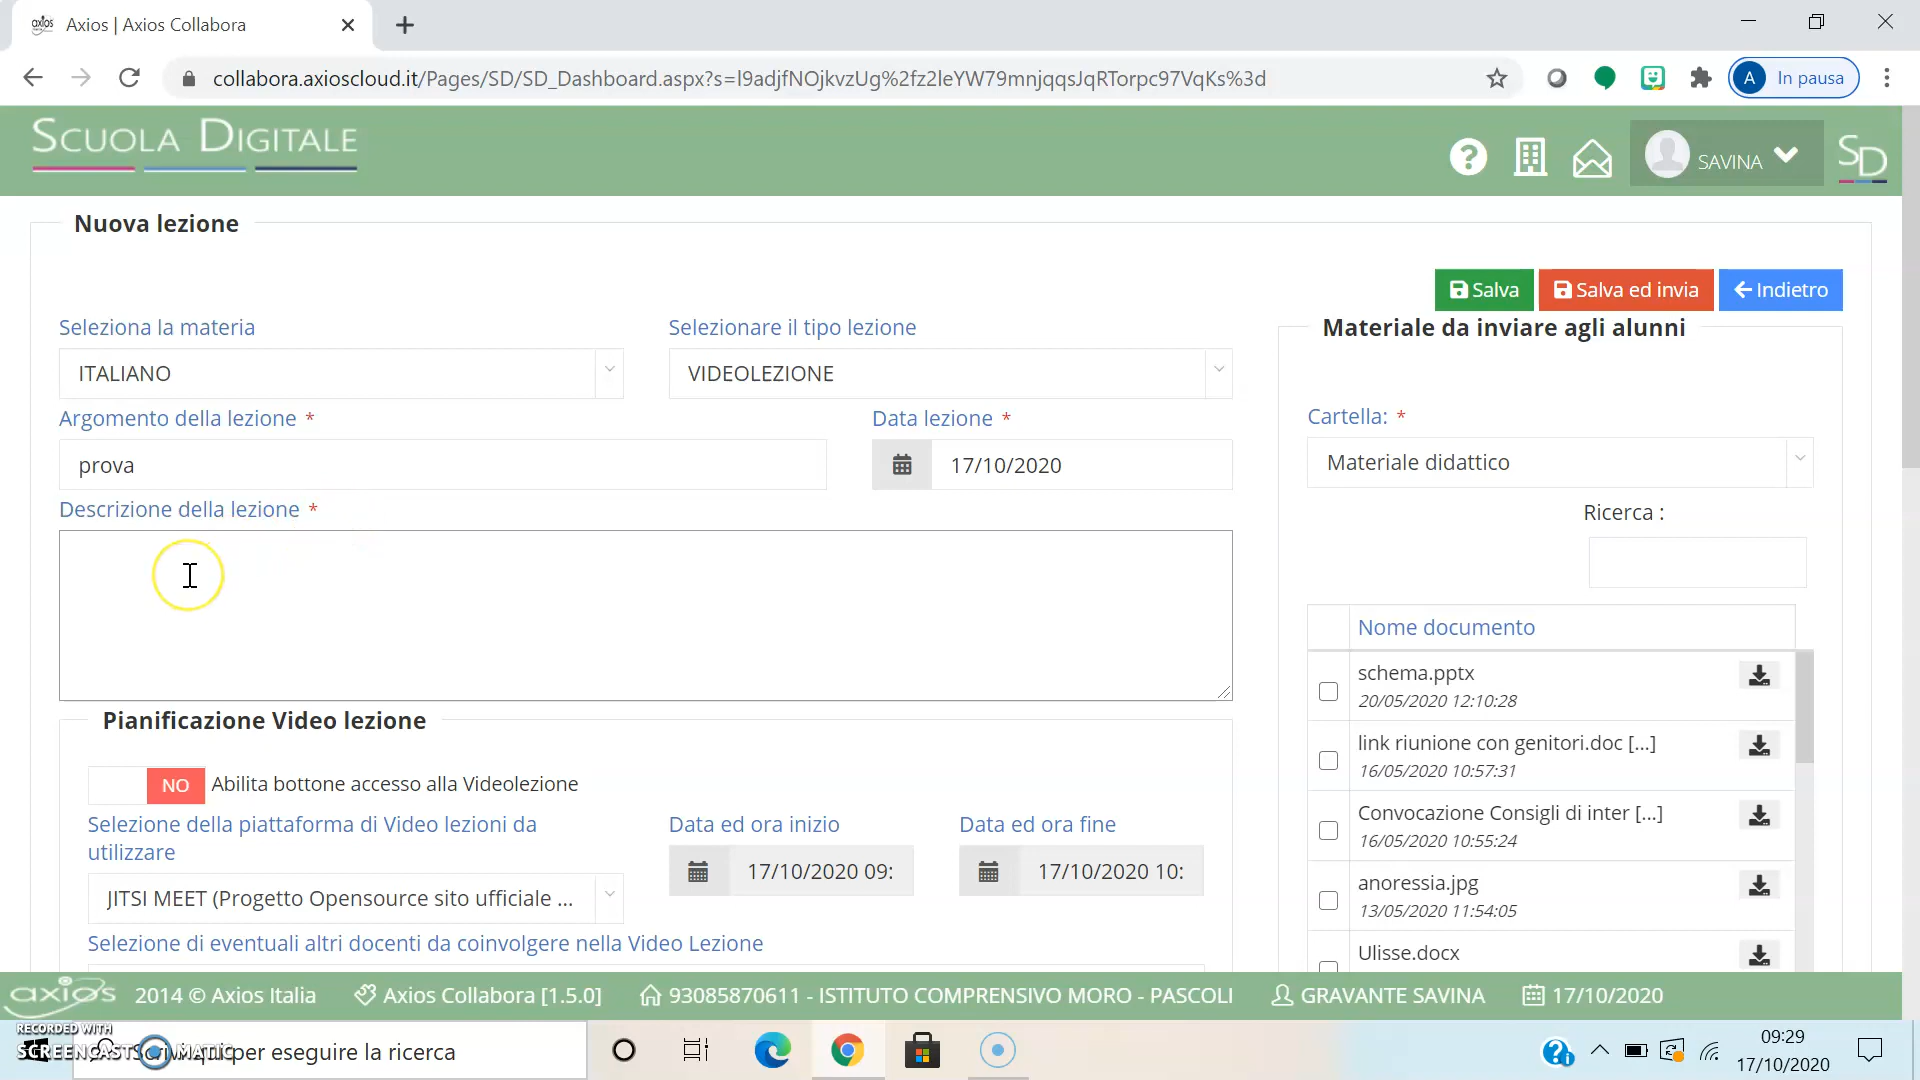 axios Axios | Axios Collabora
collabora.axioscloud.it/Pages/SD/SD_Dashboard.aspx?s=l9adjfNOjkvzUg%2fz2leYW79mnjqqsJqRTorpc97VqKs%3d
A In pausa
SCUOLA DIGITALE
SAVINA
SD
Nuova lezione
Salva
Salva ed invia
Indietro
Seleziona la materia
Selezionare il tipo lezione
Materiale da inviare agli alunni
ITALIANO
VIDEOLEZIONE
Argomento della lezione *
Data lezione *
Cartella: *
prova
17/10/2020
Materiale didattico
Descrizione della lezione *
Ricerca :
Nome documento
schema.pptx
20/05/2020 12:10:28
link riunione con genitori.doc [...]
16/05/2020 10:57:31
Convocazione Consigli di inter [...]
16/05/2020 10:55:24
anoressia.jpg
13/05/2020 11:54:05
Ulisse.docx
Pianificazione Video lezione
NO Abilita bottone accesso alla Videolezione
Selezione della piattaforma di Video lezioni da
utilizzare
Data ed ora inizio
Data ed ora fine
17/10/2020 09:
17/10/2020 10:
JITSI MEET (Progetto Opensource sito ufficiale ...
Selezione di eventuali altri docenti da coinvolgere nella Video Lezione
axios 2014 © Axios Italia
Axios Collabora [1.5.0]
93085870611 - ISTITUTO COMPRENSIVO MORO - PASCOLI
GRAVANTE SAVINA
17/10/2020
RECORDED WITH
SCREENCAST MATIC
Scrivi qui per eseguire la ricerca
09:29
17/10/2020